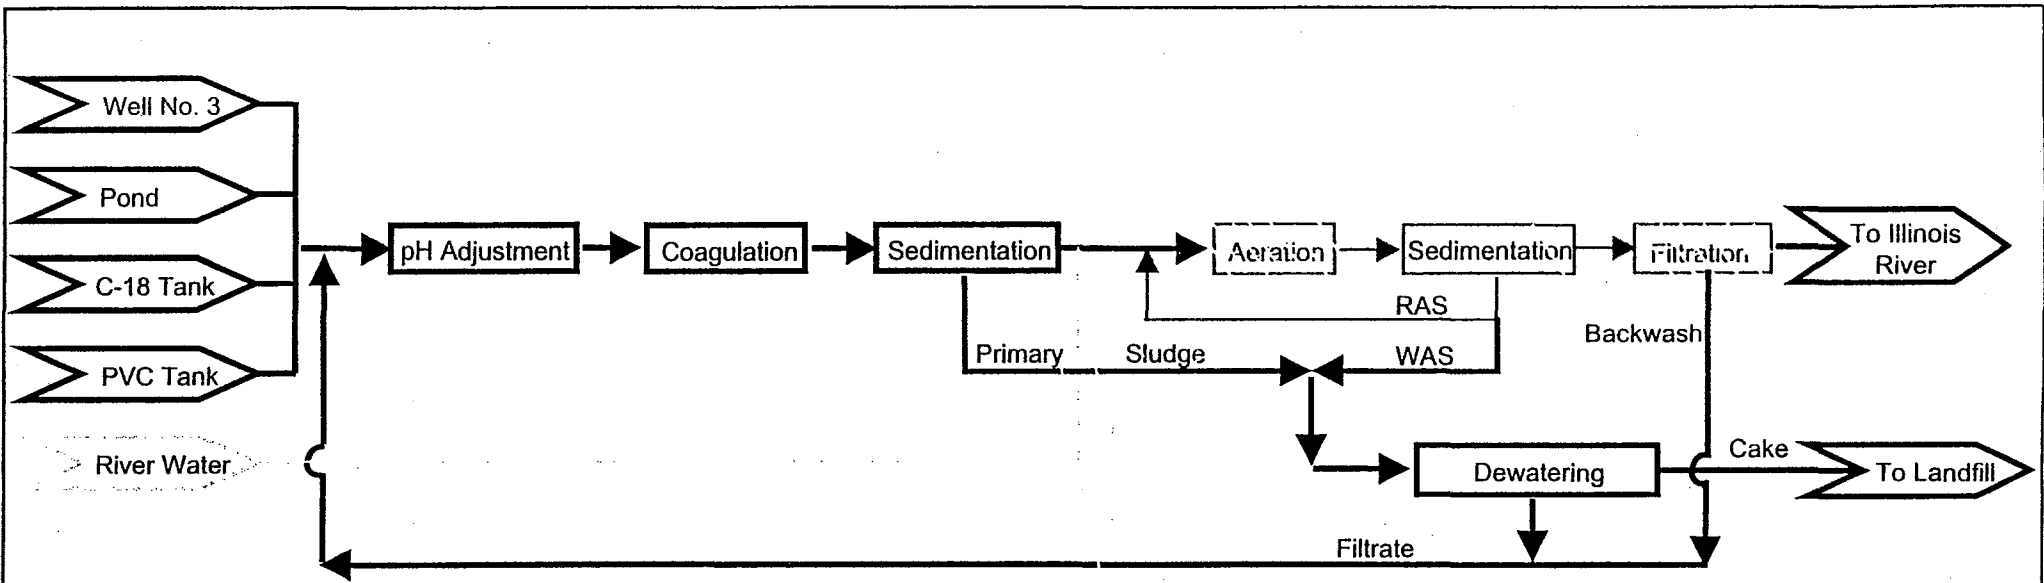 Well No. 3
Pond
C-18 Tank
PVC Tank
River Water
pH Adjustment
Coagulation
Sedimentation
Aeration
Sedimentation
Filtration
To Illinois
River
RAS
Backwash
Primary Sludge
WAS
Dewatering
Cake
To Landfill
Filtrate